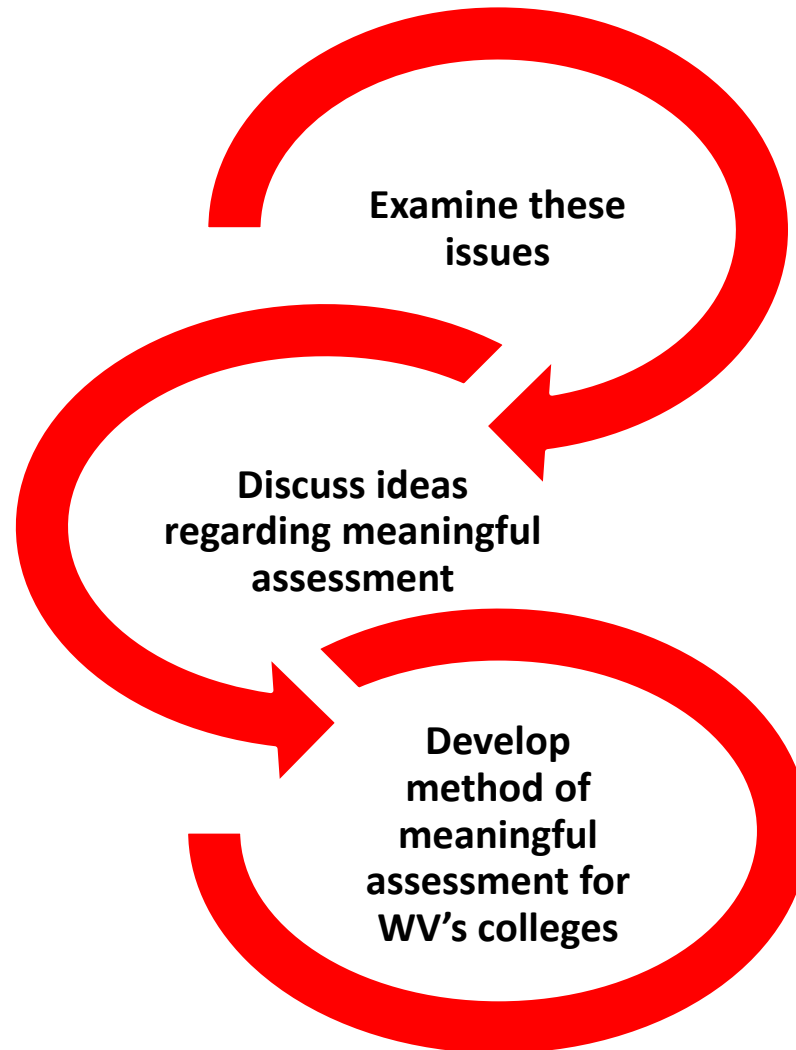 Examine these
issues
Discuss ideas
regarding meaningful
assessment
Develop
method of
meaningful
assessment for
WV’s colleges